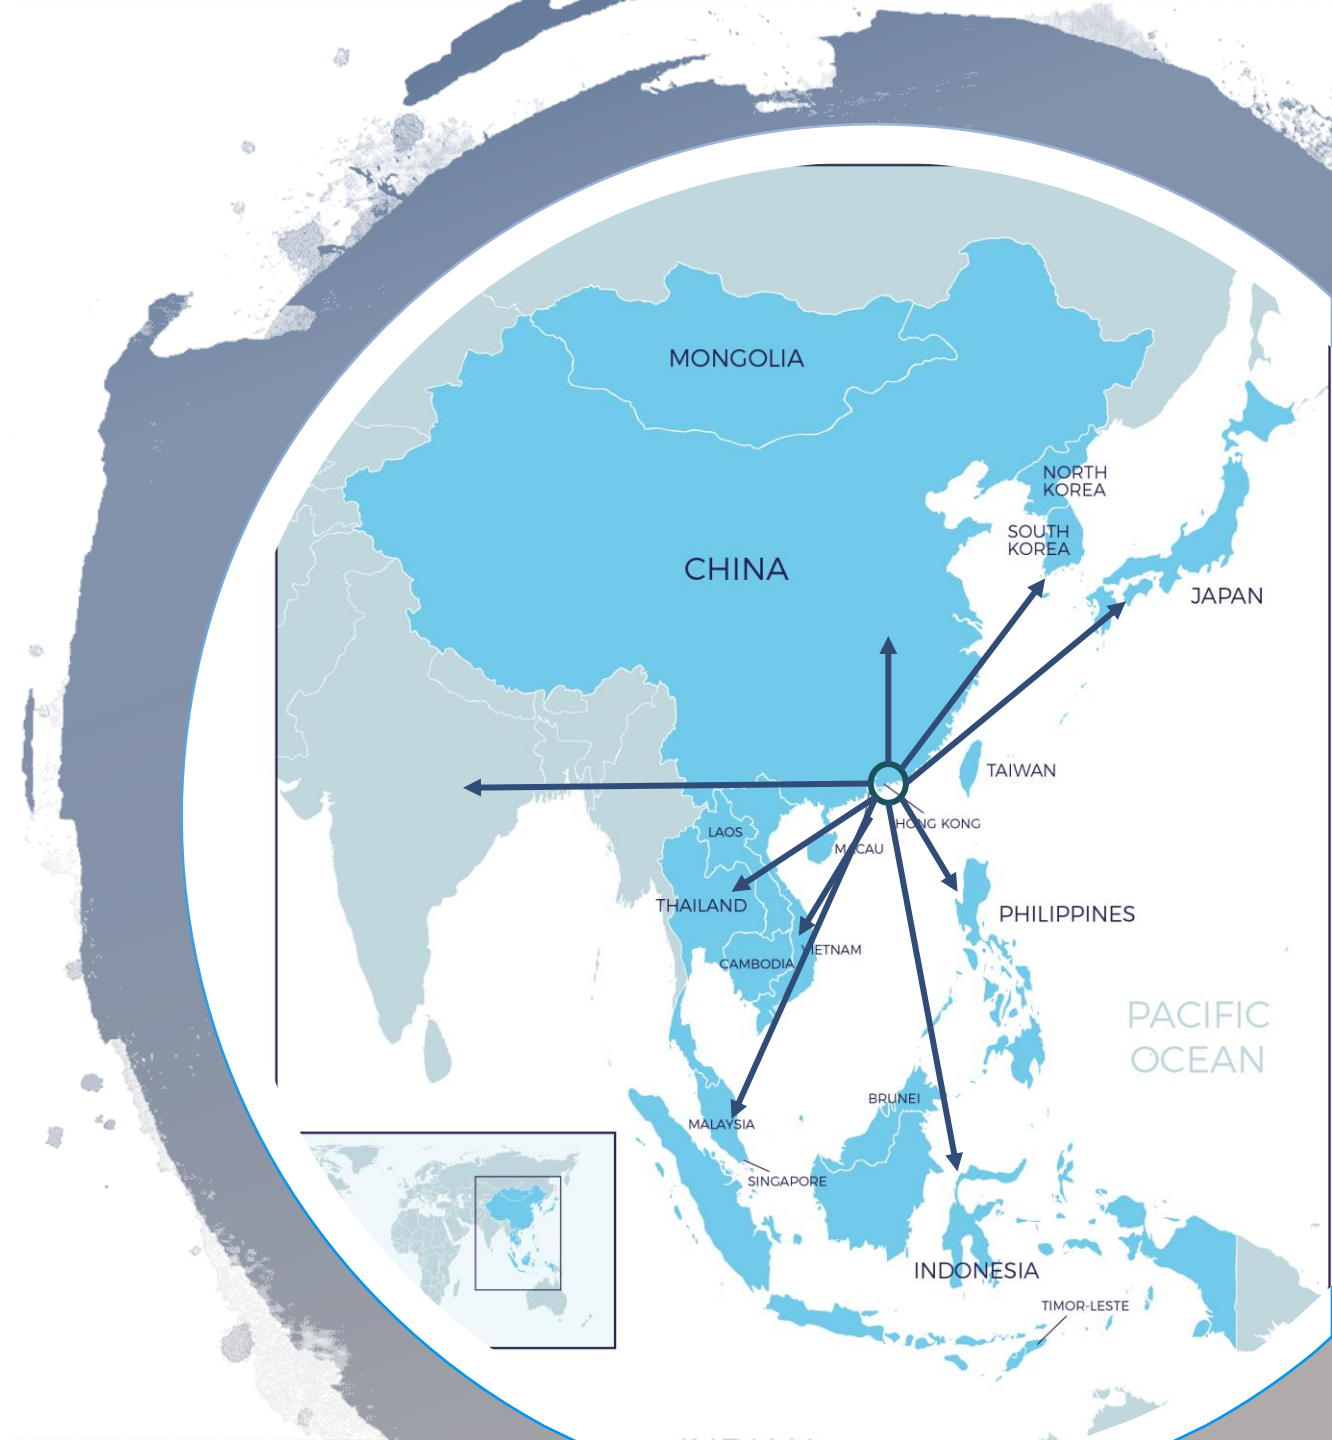 MONGOLIA
NORTH
KOREA
SOUTH
KOREA
CHINA
JAPAN
TAIWAN
HONG KONG
LAOS
MACAU
THAILAND
PHILIPPINES
VIETNAM
CAMBODIA
PACIFIC
OCEAN
BRUNEI
MALAYSIA
SINGAPORE
INDONESIA
TIMOR-LESTE